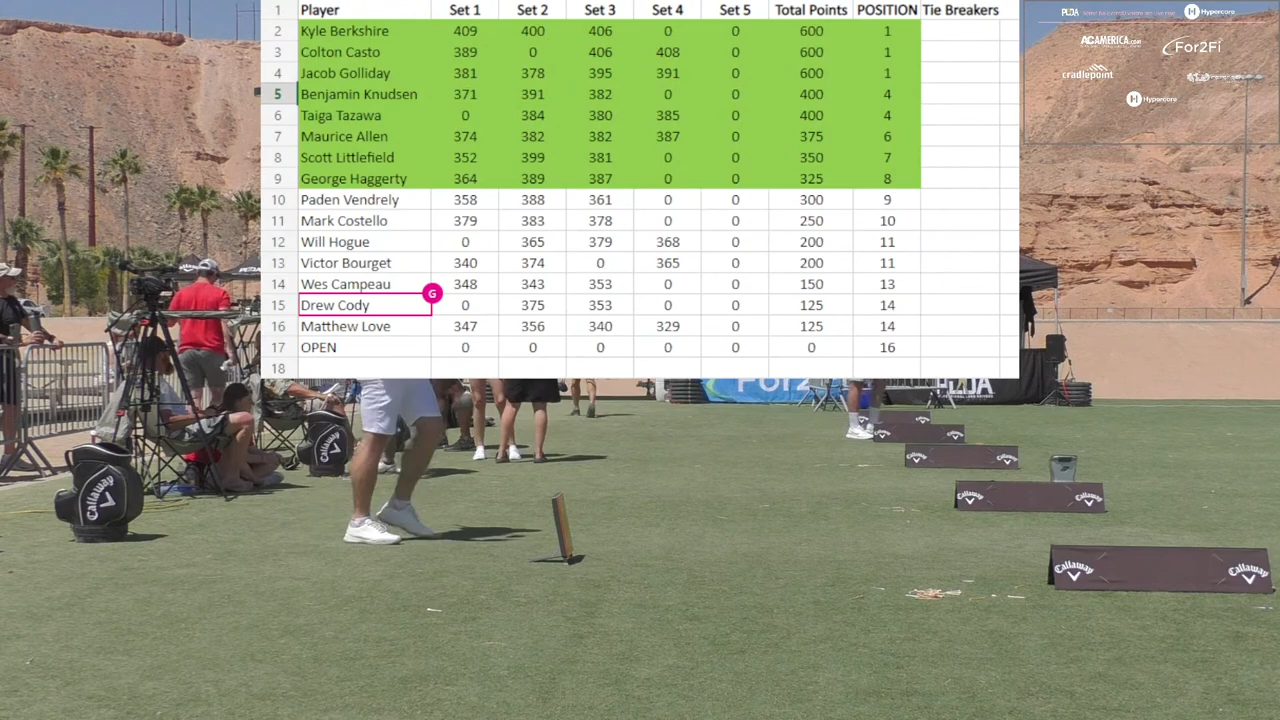 1 Player Set 1 Set 2 Set 3 Set 4 Set 5 Total Points POSITION Tie Breakers
2 Kyle Berkshire 409 400 406 0 0 600 1
3 Colton Casto 389 0 406 408 0 600 1
4 Jacob Golliday 381 378 395 391 0 600 1
5 Benjamin Knudsen 371 391 382 0 0 400 4
6 Taiga Tazawa 0 384 380 385 0 400 4
7 Maurice Allen 374 382 382 387 0 375 6
8 Scott Littlefield 352 399 381 0 0 350 7
9 George Haggerty 364 389 387 0 0 325 8
10 Paden Vendrely 358 388 361 0 0 300 9
11 Mark Costello 379 383 378 0 0 250 10
12 Will Hogue 0 365 379 368 0 200 11
13 Victor Bourget 340 374 0 365 0 200 11
14 Wes Campeau 348 343 353 0 0 150 13
G
15 Drew Cody 0 375 353 0 0 125 14
16 Matthew Love 347 356 340 329 0 125 14
17 OPEN 0 0 0 0 0 0 16
18
PLDA
H Hypercore
ACAMERICA.com
For2Fi
cradlepoint
H Hypercore
For2
PLDA
Callaway
Callaway
Callaway Callaway
Callaway Callaway
Callaway Callaway